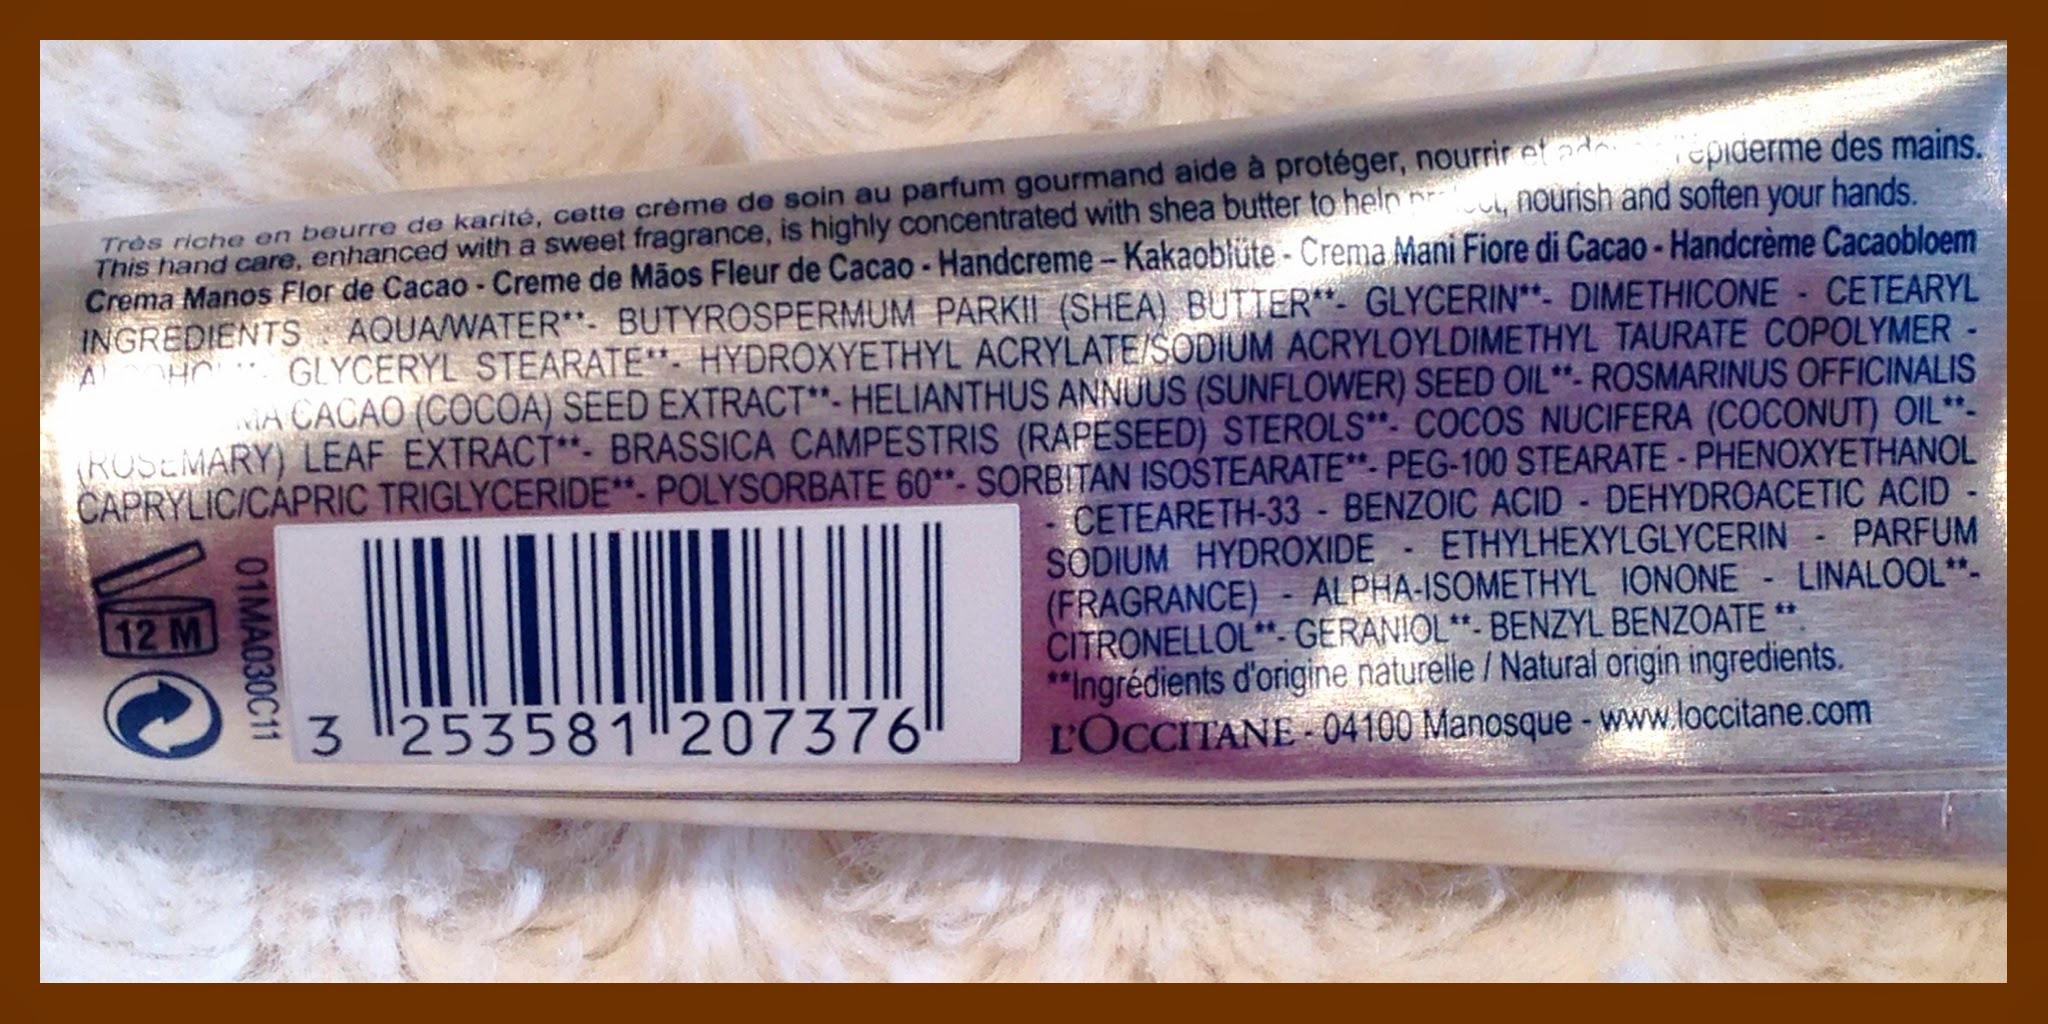 Très riche en beurre de karité, cette crème de soin au parfum gourmand aide à protéger, nourrir et l'épiderme des mains.
This hand care, enhanced with a sweet fragrance, is highly concentrated with shea butter to help nourish and soften your hands.
Crema Manos Flor de Cacao - Creme de Mãos Fleur de Cacao - Handcreme – Kakaoblüte - Crema Mani Fiore di Cacao - Handcrème Cacaobloem
INGREDIENTS : AQUA/WATER**- BUTYROSPERMUM PARKII (SHEA) BUTTER**- GLYCERIN**- DIMETHICONE - CETEARYL
GLYCERYL STEARATE**- HYDROXYETHYL ACRYLATE/SODIUM ACRYLOYLDIMETHYL TAURATE COPOLYMER -
CACAO (COCOA) SEED EXTRACT**- HELIANTHUS ANNUUS (SUNFLOWER) SEED OIL**- ROSMARINUS OFFICINALIS
(ROSEMARY) LEAF EXTRACT**- BRASSICA CAMPESTRIS (RAPESEED) STEROLS**- COCOS NUCIFERA (COCONUT) OIL**-
CAPRYLIC/CAPRIC TRIGLYCERIDE**- POLYSORBATE 60**- SORBITAN ISOSTEARATE**- PEG-100 STEARATE - PHENOXYETHANOL
- CETEARETH-33 - BENZOIC ACID - DEHYDROACETIC ACID -
SODIUM HYDROXIDE - ETHYLHEXYLGLYCERIN - PARFUM
(FRAGRANCE) - ALPHA-ISOMETHYL IONONE - LINALOOL**-
CITRONELLOL**- GERANIOL**- BENZYL BENZOATE **.
**Ingrédients d'origine naturelle / Natural origin ingredients.
L'OCCITANE - 04100 Manosque - www.loccitane.com
12 M
01MA030C11
3 253581 207376